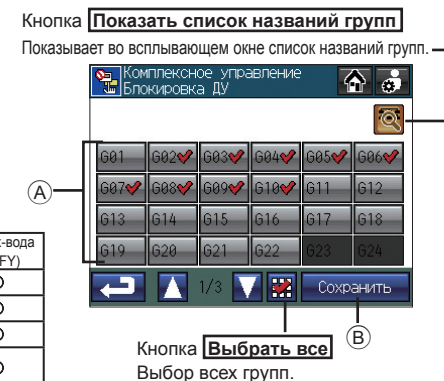 Кнопка Показать список названий групп
Показывает во всплывающем окне список названий групп.
Комплексное управление
Блокировка ДУ
G01 G02 G03 G04 G05 G06
A
G07 G08 G09 G10 G11 G12
G13 G14 G15 G16 G17 G18
к-вода
FY)
G19 G20 G21 G22 G23 G24
1/3 Сохранить
Кнопка Выбрать все
B
Выбор всех групп.